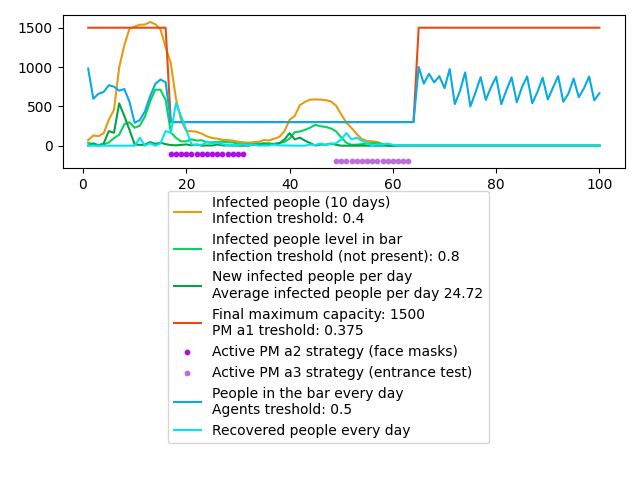 1500
1000
500
0
0
20
40
60
80
100
Infected people (10 days)
Infection treshold: 0.4
Infected people level in bar
Infection treshold (not present): 0.8
New infected people per day
Average infected people per day 24.72
Final maximum capacity: 1500
PM a1 treshold: 0.375
Active PM a2 strategy (face masks)
Active PM a3 strategy (entrance test)
People in the bar every day
Agents treshold: 0.5
Recovered people every day